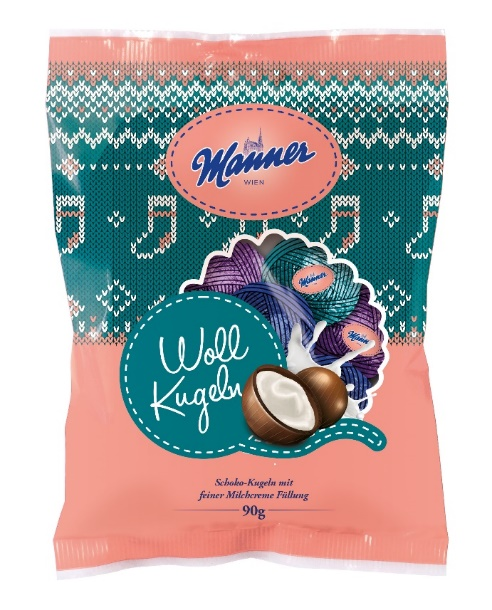 Manner
WIEN
Manner
Manner
Woll
Kugeln
Schoko-Kugeln mit
feiner Milchcreme Füllung
90g